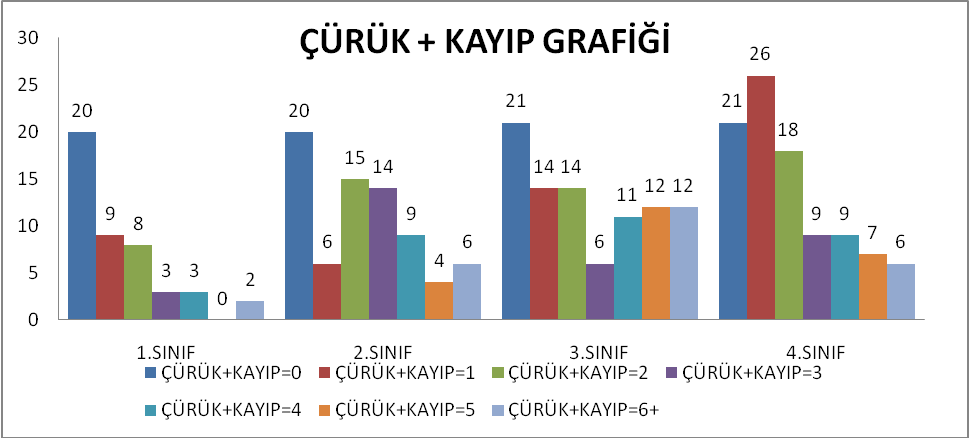 ÇÜRÜK + KAYIP GRAFİĞİ
30
25
20
15
10
5
0
20 9 8 3 3 0 2
20 6 15 14 9 4 6
21 14 14 6 11 12 12
21 26 18 9 9 7 6
1.SINIF 2.SINIF 3.SINIF 4.SINIF
ÇÜRÜK+KAYIP=0 ÇÜRÜK+KAYIP=1 ÇÜRÜK+KAYIP=2 ÇÜRÜK+KAYIP=3
ÇÜRÜK+KAYIP=4 ÇÜRÜK+KAYIP=5 ÇÜRÜK+KAYIP=6+